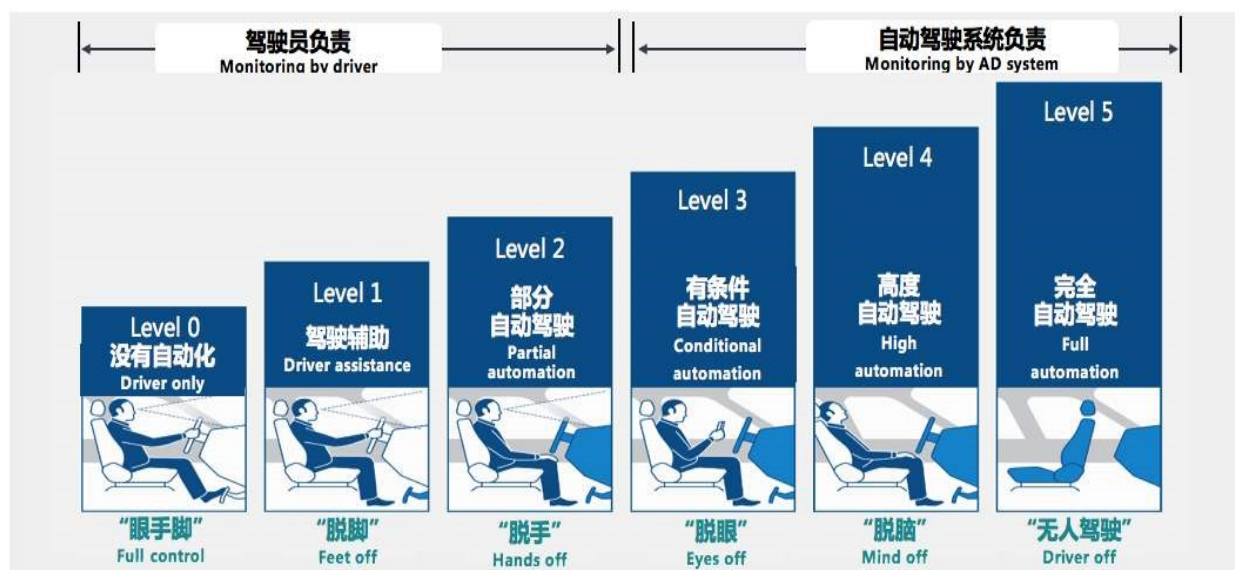 驾驶员负责
Monitoring by driver
自动驾驶系统负责
Monitoring by AD system
Level 0
没有自动化
Driver only
"眼手脚"
Full control
Level 1
驾驶辅助
Driver assistance
"脱脚"
Feet off
Level 2
部分
自动驾驶
Partial
automation
"脱手"
Hands off
Level 3
有条件
自动驾驶
Conditional
automation
"脱眼"
Eyes off
Level 4
高度
自动驾驶
High
automation
"脱脑"
Mind off
Level 5
完全
自动驾驶
Full
automation
"无人驾驶"
Driver off